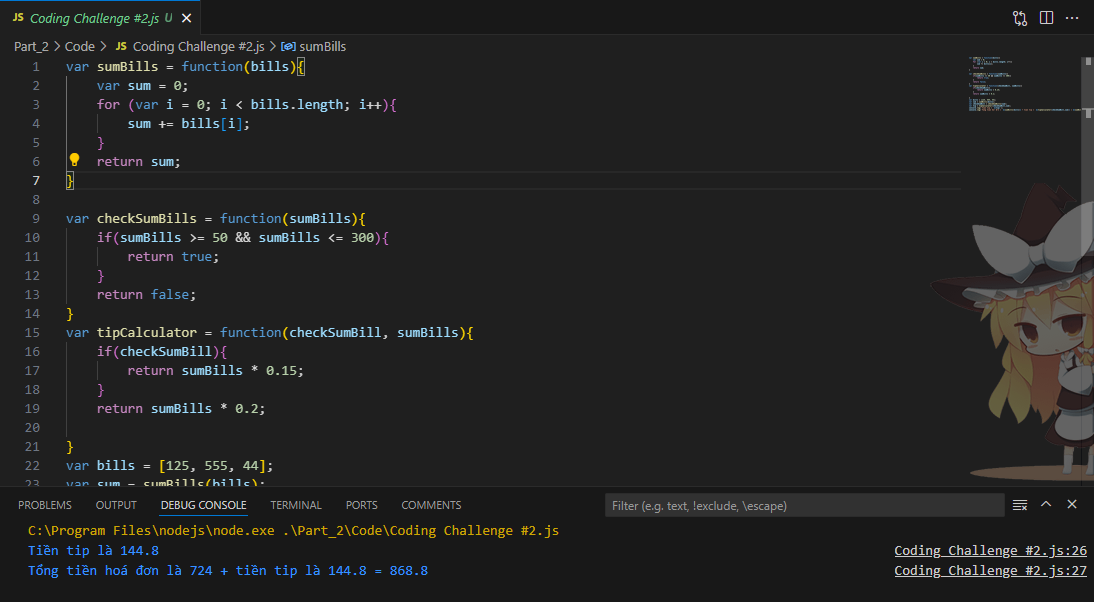 JS Coding Challenge #2.js U
Part_2 > Code > JS Coding Challenge #2.js > sumBills
1 var sumBills = function(bills){
2 var sum = 0;
3 for (var i = 0; i < bills.length; i++){
4 sum += bills[i];
5 }
6 return sum;
7 }
8
9 var checkSumBills = function(sumBills){
10 if(sumBills >= 50 && sumBills <= 300){
11 return true;
12 }
13 return false;
14 }
15 var tipCalculator = function(checkSumBill, sumBills){
16 if(checkSumBill){
17 return sumBills * 0.15;
18 }
19 return sumBills * 0.2;
20
21 }
22 var bills = [125, 555, 44];
23 var sum = sumBills(bills);
PROBLEMS OUTPUT DEBUG CONSOLE TERMINAL PORTS COMMENTS Filter (e.g. text, !exclude, \escape)
C:\Program Files\nodejs\node.exe .\Part_2\Code\Coding Challenge #2.js
Tiền tip là 144.8 Coding Challenge #2.js:26
Tổng tiền hoá đơn là 724 + tiền tip là 144.8 = 868.8 Coding Challenge #2.js:27